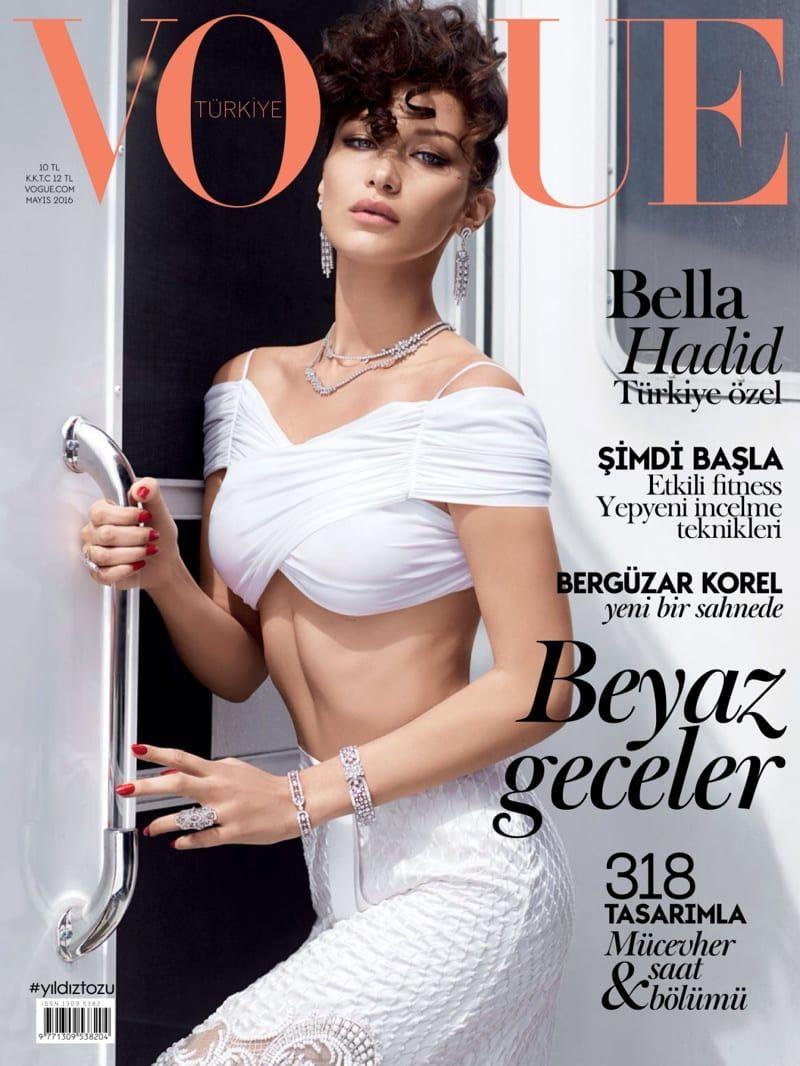 VOGUE
TÜRKİYE
10 TL
K.K.T.C 12 TL
VOGUE.COM
MAYIS 2016
Bella
Hadid
Türkiye özel
ŞİMDİ BAŞLA
Etkili fitness
Yepyeni incelme
teknikleri
BERGÜZAR KOREL
yeni bir sahnede
Beyaz
geceler
318
TASARIMLA
Mücevher
& saat
bölümü
#yıldıztozu
ISSN 1309 5382
9 771309 538204